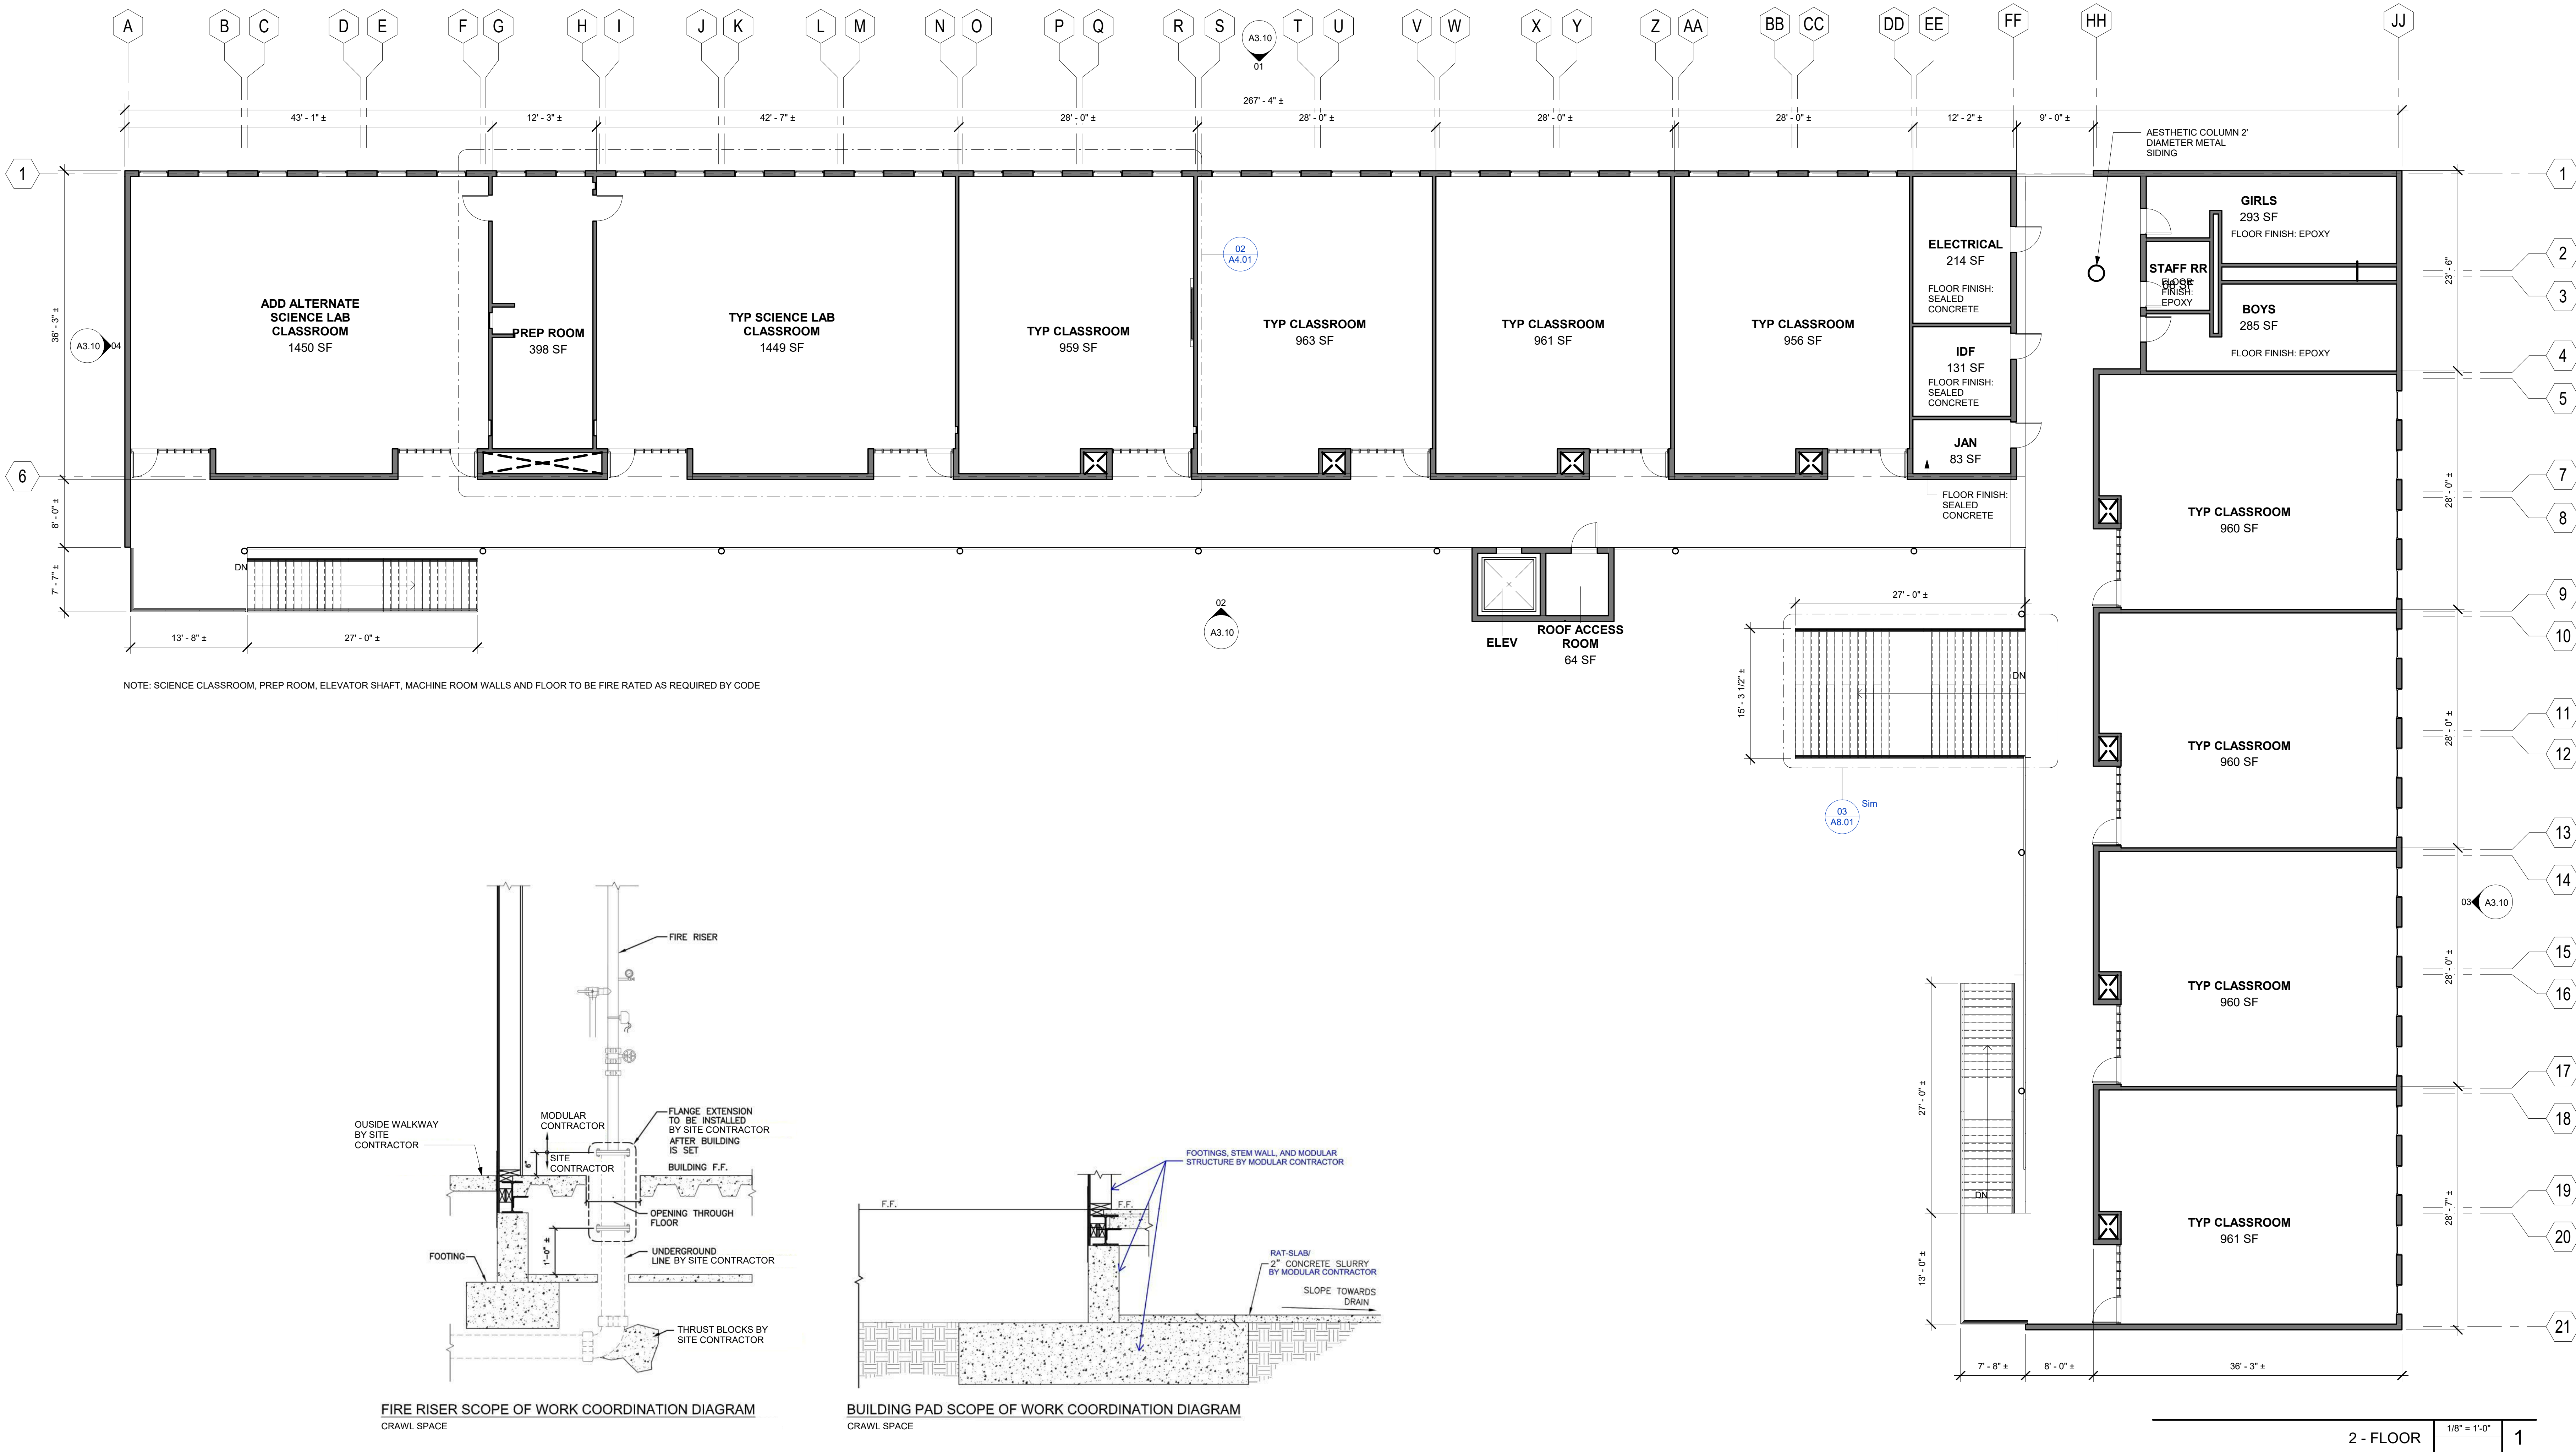 A B C D E F G H I J K L M N O P Q R S T U V W X Y Z AA BB CC DD EE FF HH JJ
A3.10
01
267' - 4" ±
43' - 1" ± 12' - 3" ± 42' - 7" ± 28' - 0" ± 28' - 0" ± 28' - 0" ± 28' - 0" ± 12' - 2" ± 9' - 0" ±
AESTHETIC COLUMN 2'
DIAMETER METAL
SIDING
1
1
36' - 3" ±
A3.10 04
6
8' - 0" ±
7' - 7" ±
ADD ALTERNATE
SCIENCE LAB
CLASSROOM
1450 SF
PREP ROOM
398 SF
TYP SCIENCE LAB
CLASSROOM
1449 SF
TYP CLASSROOM
959 SF
02
A4.01
TYP CLASSROOM
963 SF
TYP CLASSROOM
961 SF
TYP CLASSROOM
956 SF
ELECTRICAL
214 SF
FLOOR FINISH:
SEALED
CONCRETE
IDF
131 SF
FLOOR FINISH:
SEALED
CONCRETE
JAN
83 SF
FLOOR FINISH:
SEALED
CONCRETE
GIRLS
293 SF
FLOOR FINISH: EPOXY
STAFF RR
FLOOR
FINISH:
EPOXY
BOYS
285 SF
FLOOR FINISH: EPOXY
23' - 6"
2
3
4
5
7
8
9
10
11
12
13
14
15
16
17
18
19
20
21
28' - 0" ±
28' - 0" ±
28' - 0" ±
28' - 7" ±
03 A3.10
TYP CLASSROOM
960 SF
TYP CLASSROOM
960 SF
TYP CLASSROOM
960 SF
TYP CLASSROOM
961 SF
DN
13' - 8" ± 27' - 0" ±
02
A3.10
ELEV
ROOF ACCESS
ROOM
64 SF
27' - 0" ±
15' - 3 1/2" ±
DN
03
A8.01
Sim
27' - 0" ±
DN
13' - 0" ±
7' - 8" ± 8' - 0" ± 36' - 3" ±
NOTE: SCIENCE CLASSROOM, PREP ROOM, ELEVATOR SHAFT, MACHINE ROOM WALLS AND FLOOR TO BE FIRE RATED AS REQUIRED BY CODE
FIRE RISER
OUSIDE WALKWAY
BY SITE
CONTRACTOR
MODULAR
CONTRACTOR
6"
SITE
CONTRACTOR
FLANGE EXTENSION
TO BE INSTALLED
BY SITE CONTRACTOR
AFTER BUILDING
IS SET
BUILDING F.F.
OPENING THROUGH
FLOOR
FOOTING
1'-0" ±
UNDERGROUND
LINE BY SITE CONTRACTOR
THRUST BLOCKS BY
SITE CONTRACTOR
FIRE RISER SCOPE OF WORK COORDINATION DIAGRAM
CRAWL SPACE
FOOTINGS, STEM WALL, AND MODULAR
STRUCTURE BY MODULAR CONTRACTOR
F.F.
F.F.
RAT-SLAB/
2" CONCRETE SLURRY
BY MODULAR CONTRACTOR
SLOPE TOWARDS
DRAIN
BUILDING PAD SCOPE OF WORK COORDINATION DIAGRAM
CRAWL SPACE
2 - FLOOR
1/8" = 1'-0"
1